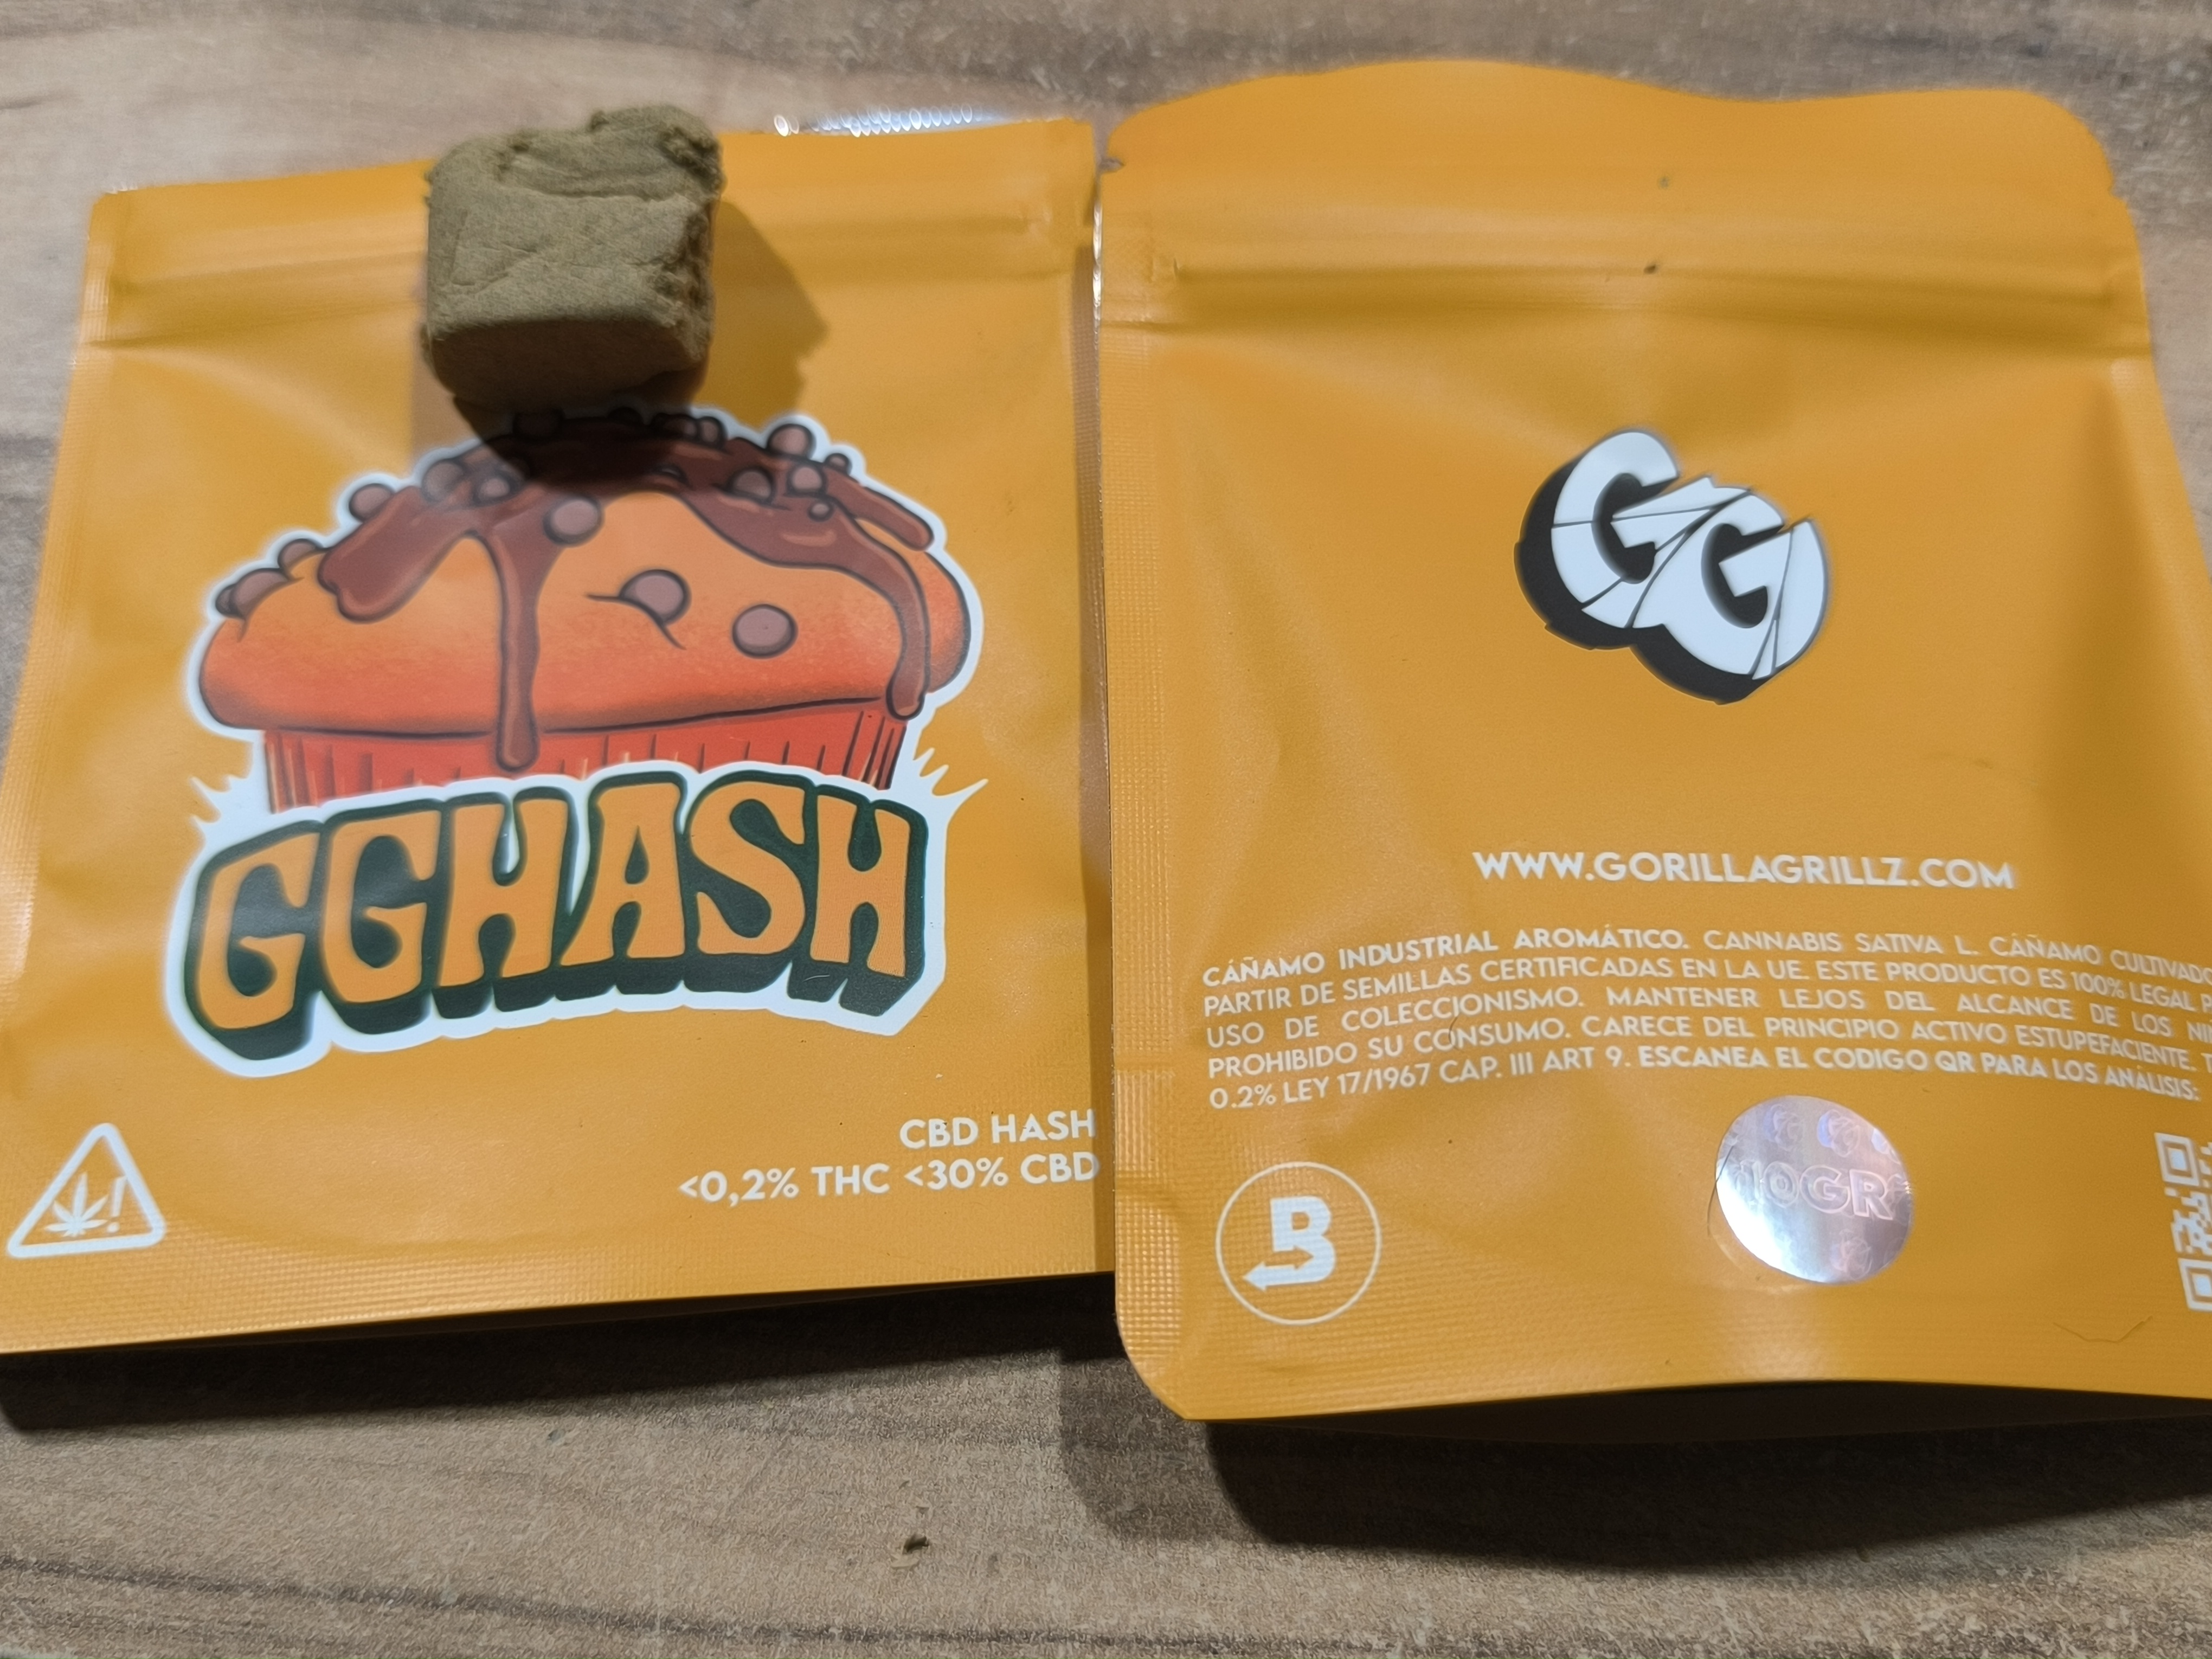 GGHASH
CBD HASH
<0,2% THC <30% CBD
GG
WWW.GORILLAGRILLZ.COM
CÁÑAMO INDUSTRIAL AROMÁTICO. CANNABIS SATIVA L. CÁÑAMO CULTIVADO
PARTIR DE SEMILLAS CERTIFICADAS EN LA UE. ESTE PRODUCTO ES 100% LEGAL
USO DE COLECCIONISMO. MANTENER LEJOS DEL ALCANCE DE LOS
PROHIBIDO SU CONSUMO. CARECE DEL PRINCIPIO ACTIVO ESTUPEFACIENTE.
0.2% LEY 17/1967 CAP. III ART 9. ESCANEA EL CODIGO QR PARA LOS ANÁLISIS:
10GR
B